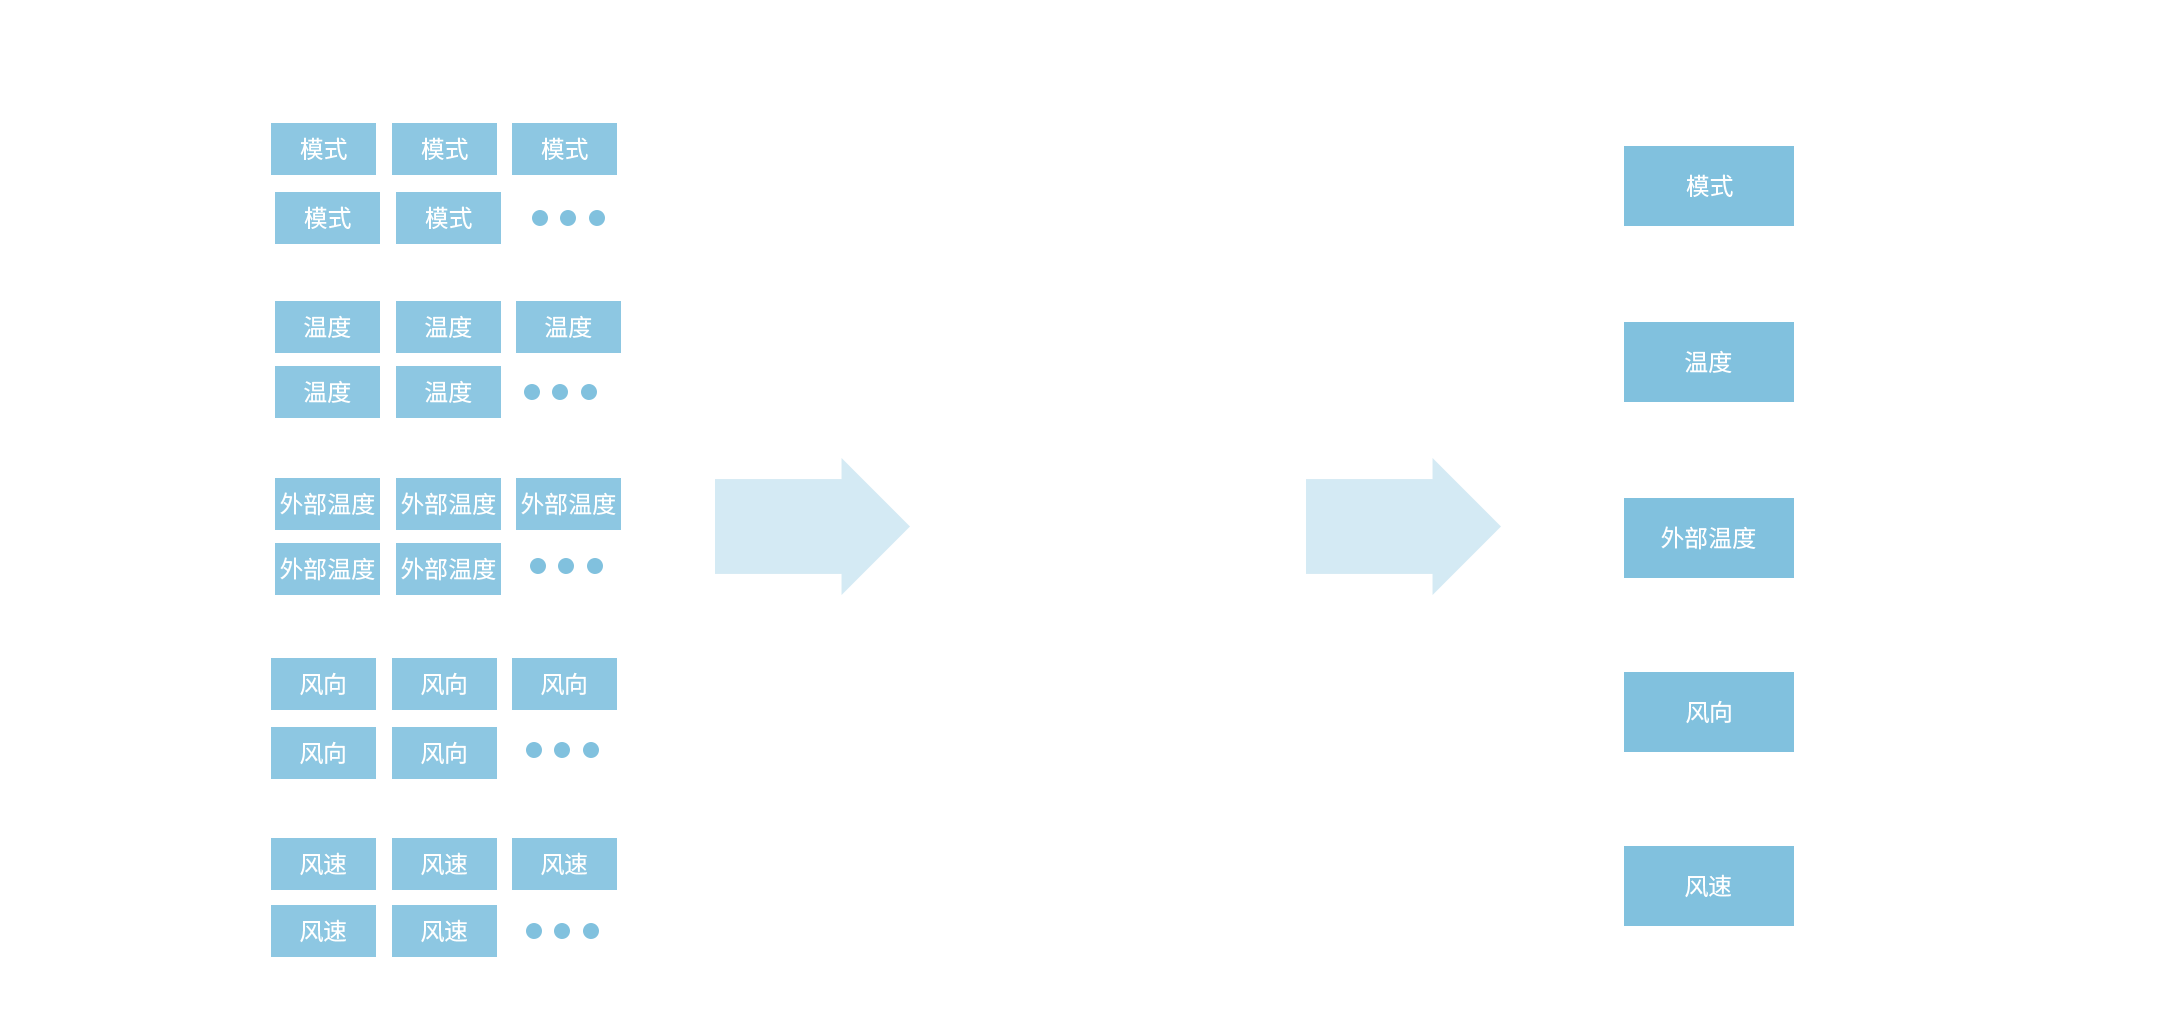 模式 模式 模式
模式 模式
模式
温度 温度 温度
温度 温度
温度
外部温度 外部温度 外部温度
外部温度 外部温度
外部温度
风向 风向 风向
风向 风向
风向
风速 风速 风速
风速 风速
风速